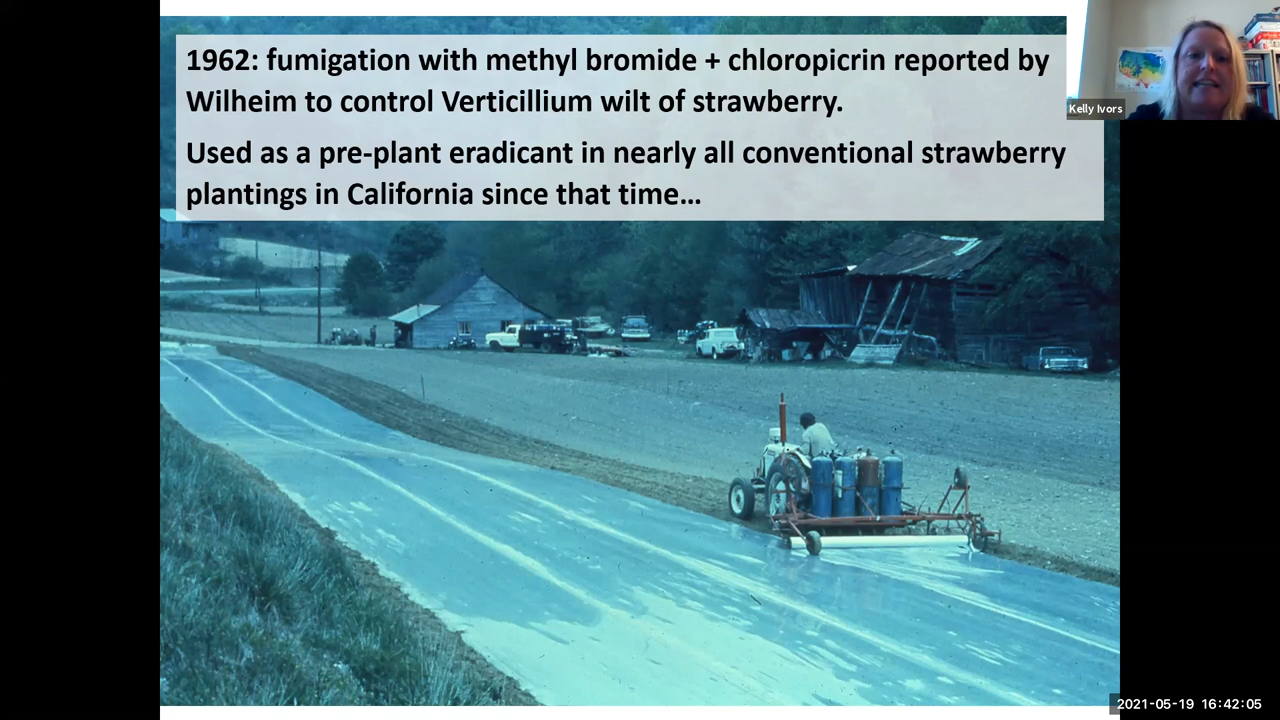 1962: fumigation with methyl bromide + chloropicrin reported by
Wilheim to control Verticillium wilt of strawberry.
Used as a pre-plant eradicant in nearly all conventional strawberry
plantings in California since that time…
Kelly Ivors
2021-05-19 16:42:05